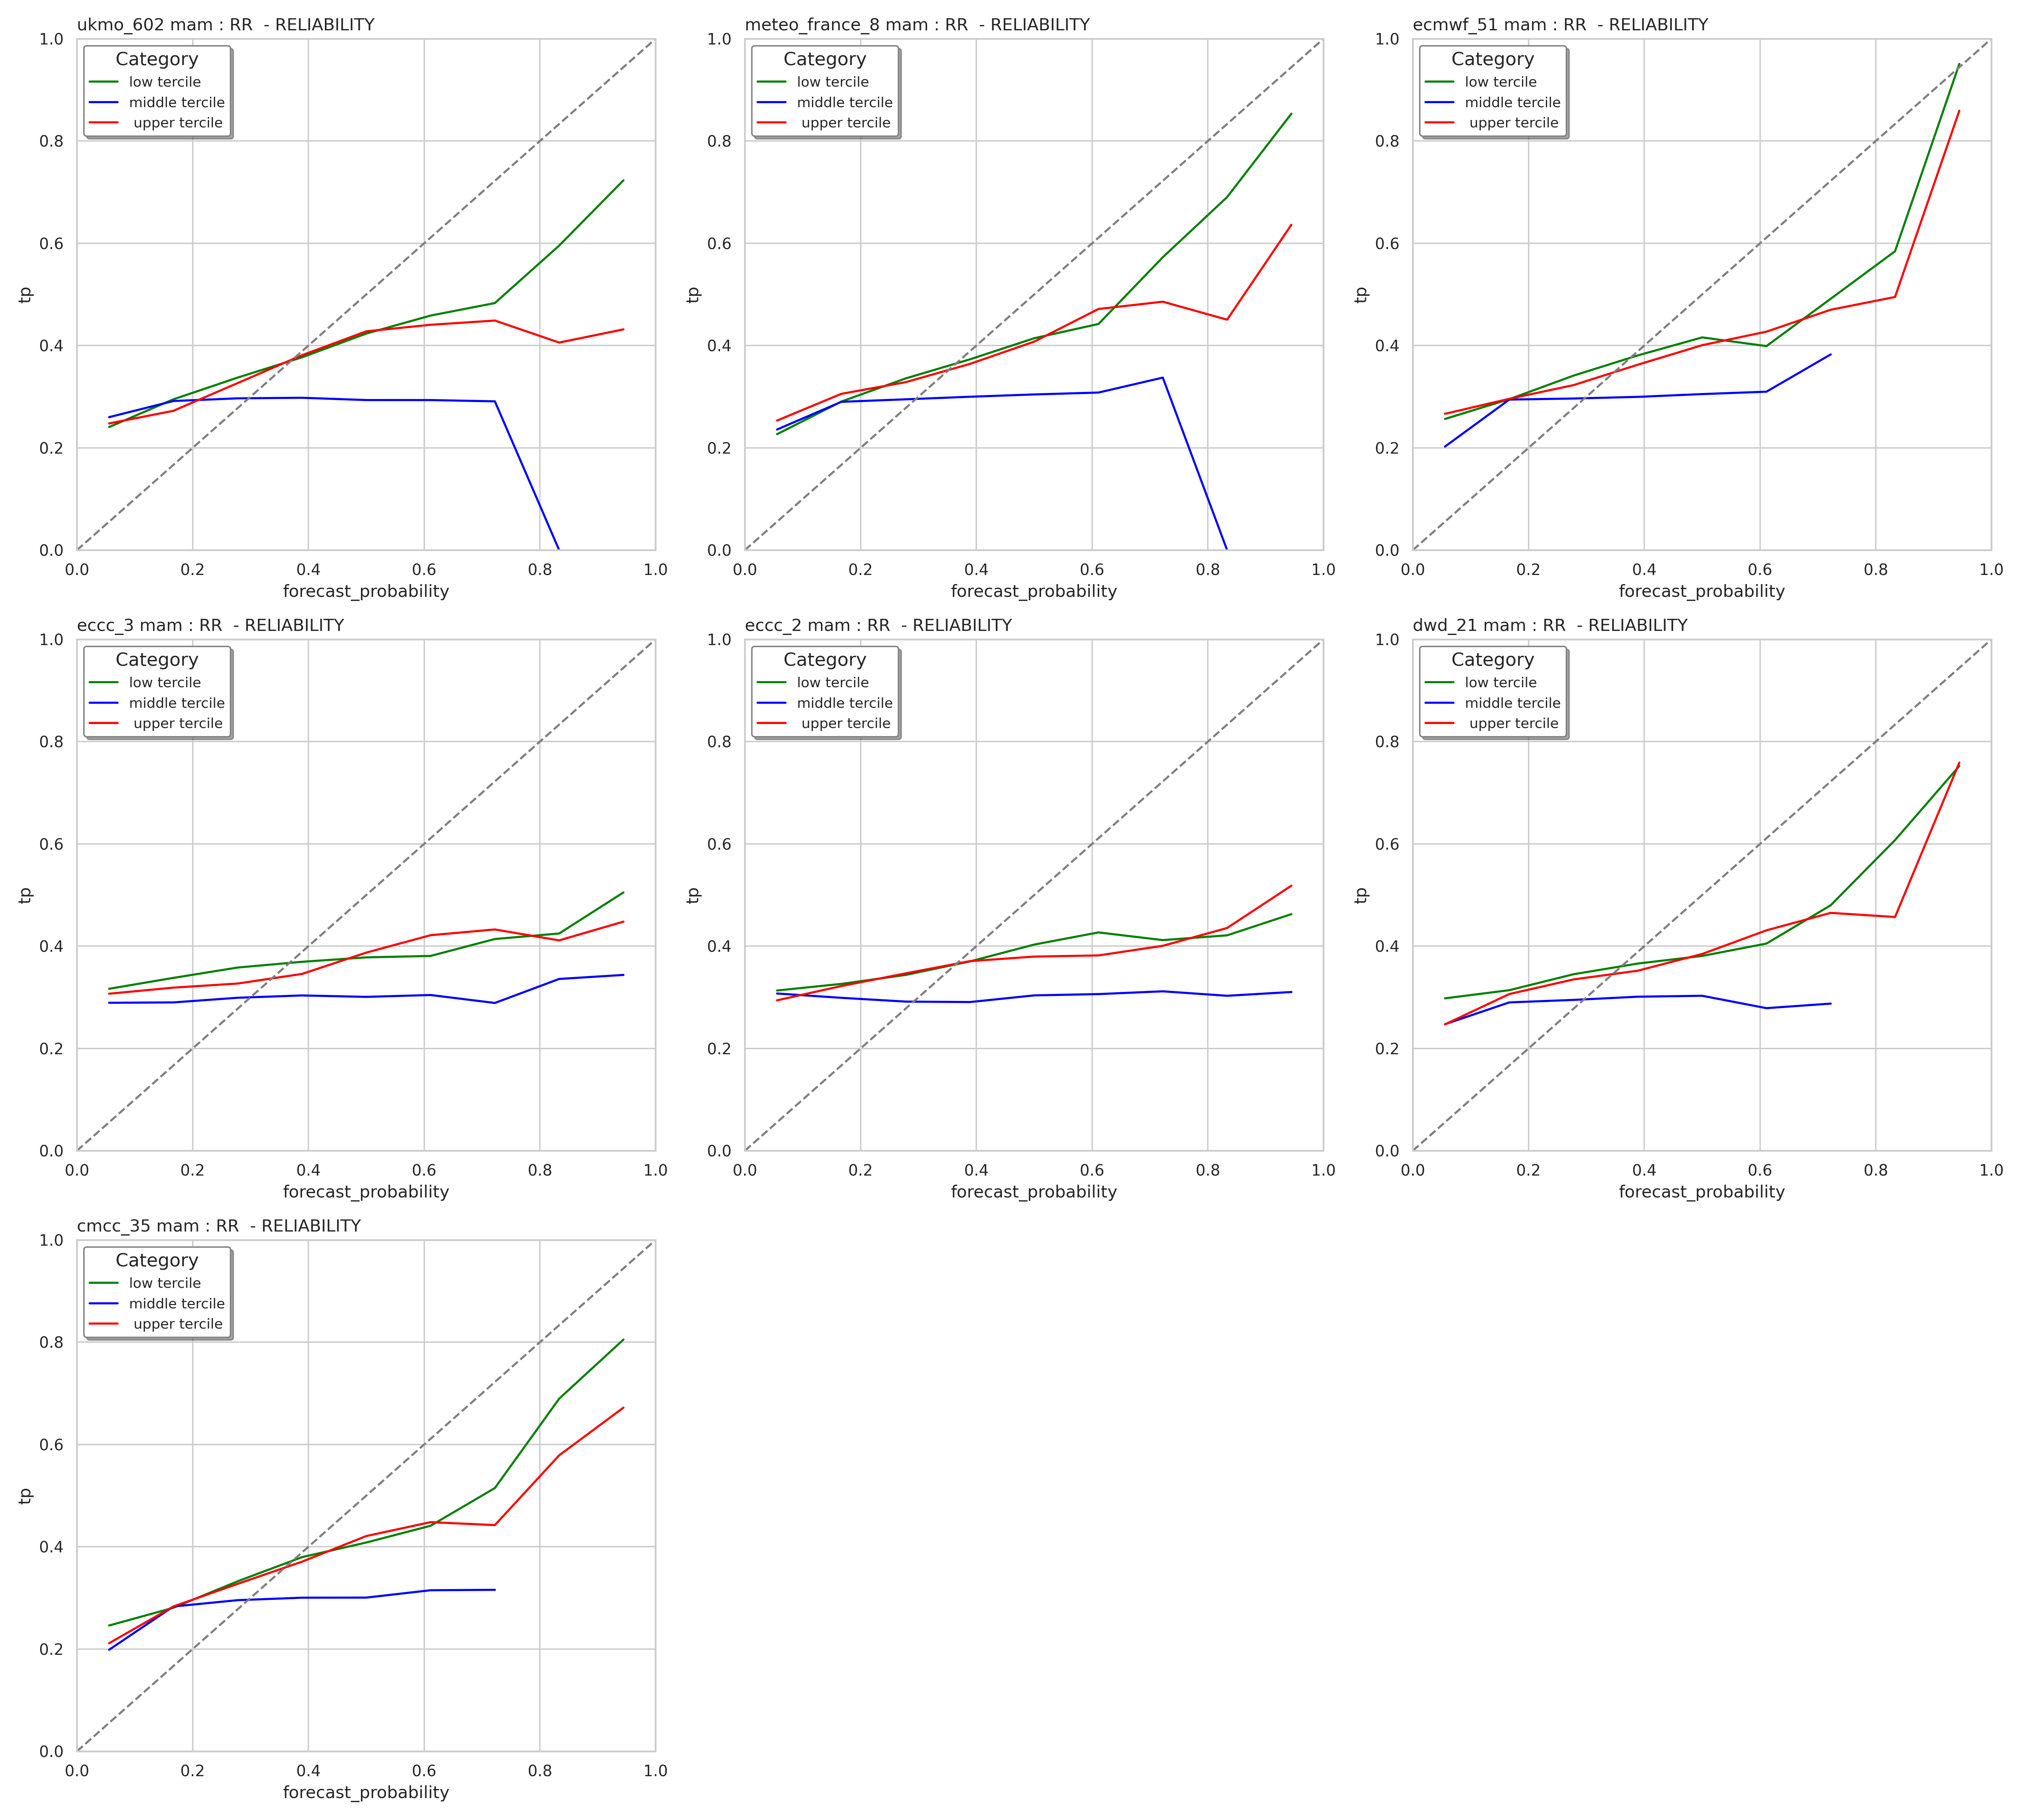 ukmo_602 mam : RR  - RELIABILITY
Category
low tercile
middle tercile
upper tercile
1.0
0.8
0.6
0.4
0.2
0.0
tp
0.0 0.2 0.4 0.6 0.8 1.0
forecast_probability
meteo_france_8 mam : RR  - RELIABILITY
Category
low tercile
middle tercile
upper tercile
1.0
0.8
0.6
0.4
0.2
0.0
tp
0.0 0.2 0.4 0.6 0.8 1.0
forecast_probability
ecmwf_51 mam : RR  - RELIABILITY
Category
low tercile
middle tercile
upper tercile
1.0
0.8
0.6
0.4
0.2
0.0
tp
0.0 0.2 0.4 0.6 0.8 1.0
forecast_probability
eccc_3 mam : RR  - RELIABILITY
Category
low tercile
middle tercile
upper tercile
1.0
0.8
0.6
0.4
0.2
0.0
tp
0.0 0.2 0.4 0.6 0.8 1.0
forecast_probability
eccc_2 mam : RR  - RELIABILITY
Category
low tercile
middle tercile
upper tercile
1.0
0.8
0.6
0.4
0.2
0.0
tp
0.0 0.2 0.4 0.6 0.8 1.0
forecast_probability
dwd_21 mam : RR  - RELIABILITY
Category
low tercile
middle tercile
upper tercile
1.0
0.8
0.6
0.4
0.2
0.0
tp
0.0 0.2 0.4 0.6 0.8 1.0
forecast_probability
cmcc_35 mam : RR  - RELIABILITY
Category
low tercile
middle tercile
upper tercile
1.0
0.8
0.6
0.4
0.2
0.0
tp
0.0 0.2 0.4 0.6 0.8 1.0
forecast_probability